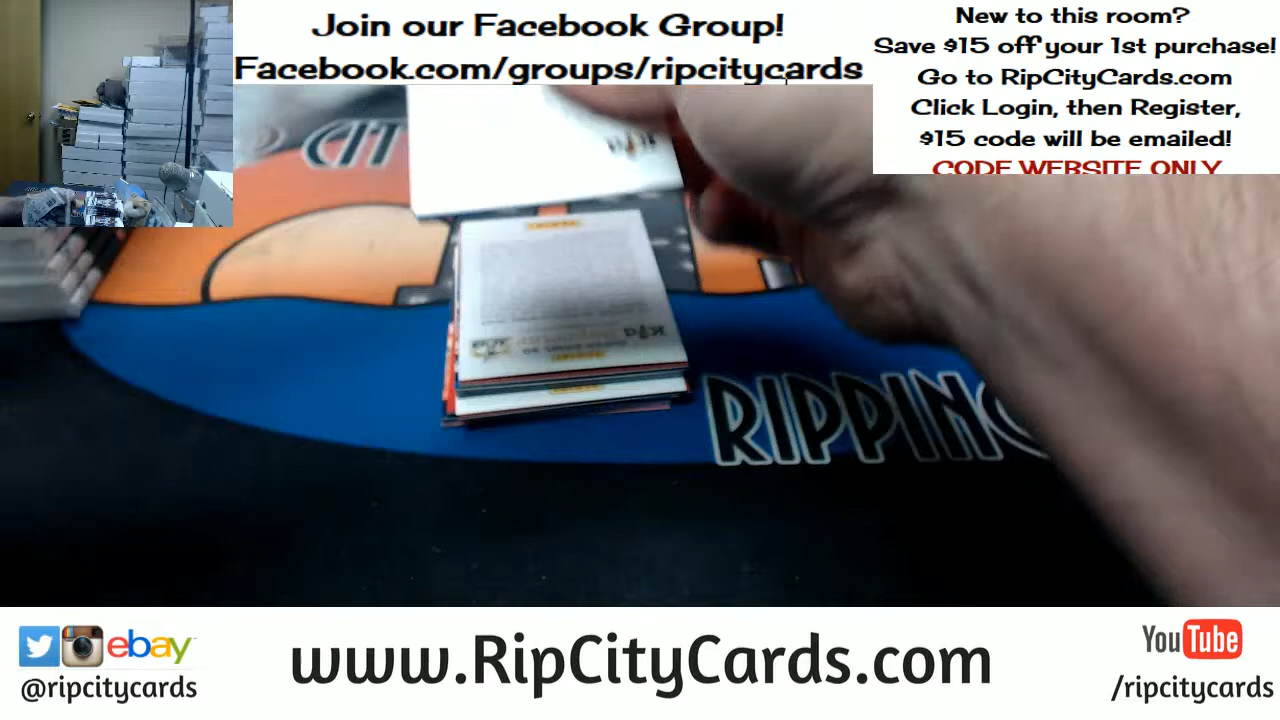 Join our Facebook Group!
Facebook.com/groups/ripcitycards
New to this room?
Save $15 off your 1st purchase!
Go to RipCityCards.com
Click Login, then Register,
$15 code will be emailed!
CODE WEBSITE ONLY
CIT
RIPPING
ebay
@ripcitycards
www.RipCityCards.com
YouTube
/ripcitycards